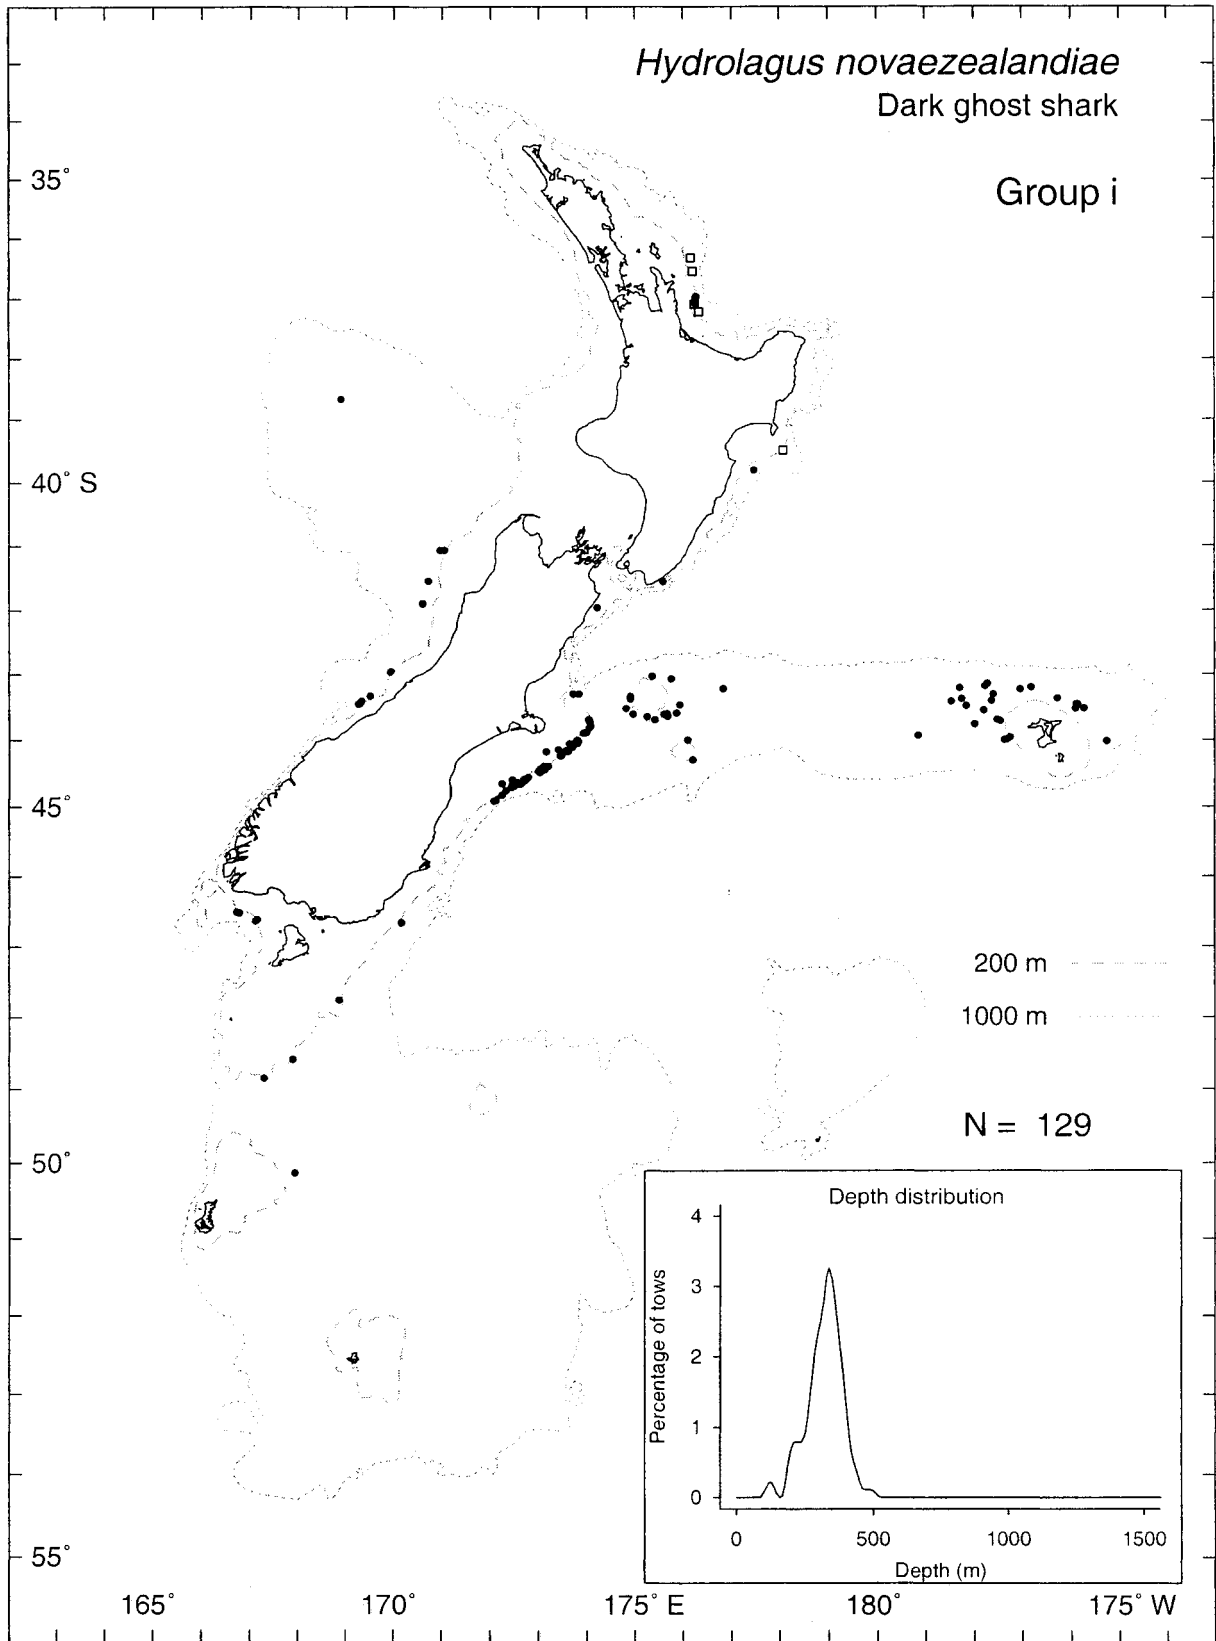 Hydrolagus novaezealandiae
Dark ghost shark
Group i
35°
40° S
45°
50°
55°
200 m
1000 m
N = 129
Depth distribution
Percentage of tows
4
3
2
1
0
0 500 1000 1500
Depth (m)
165° 170° 175° E 180° 175° W